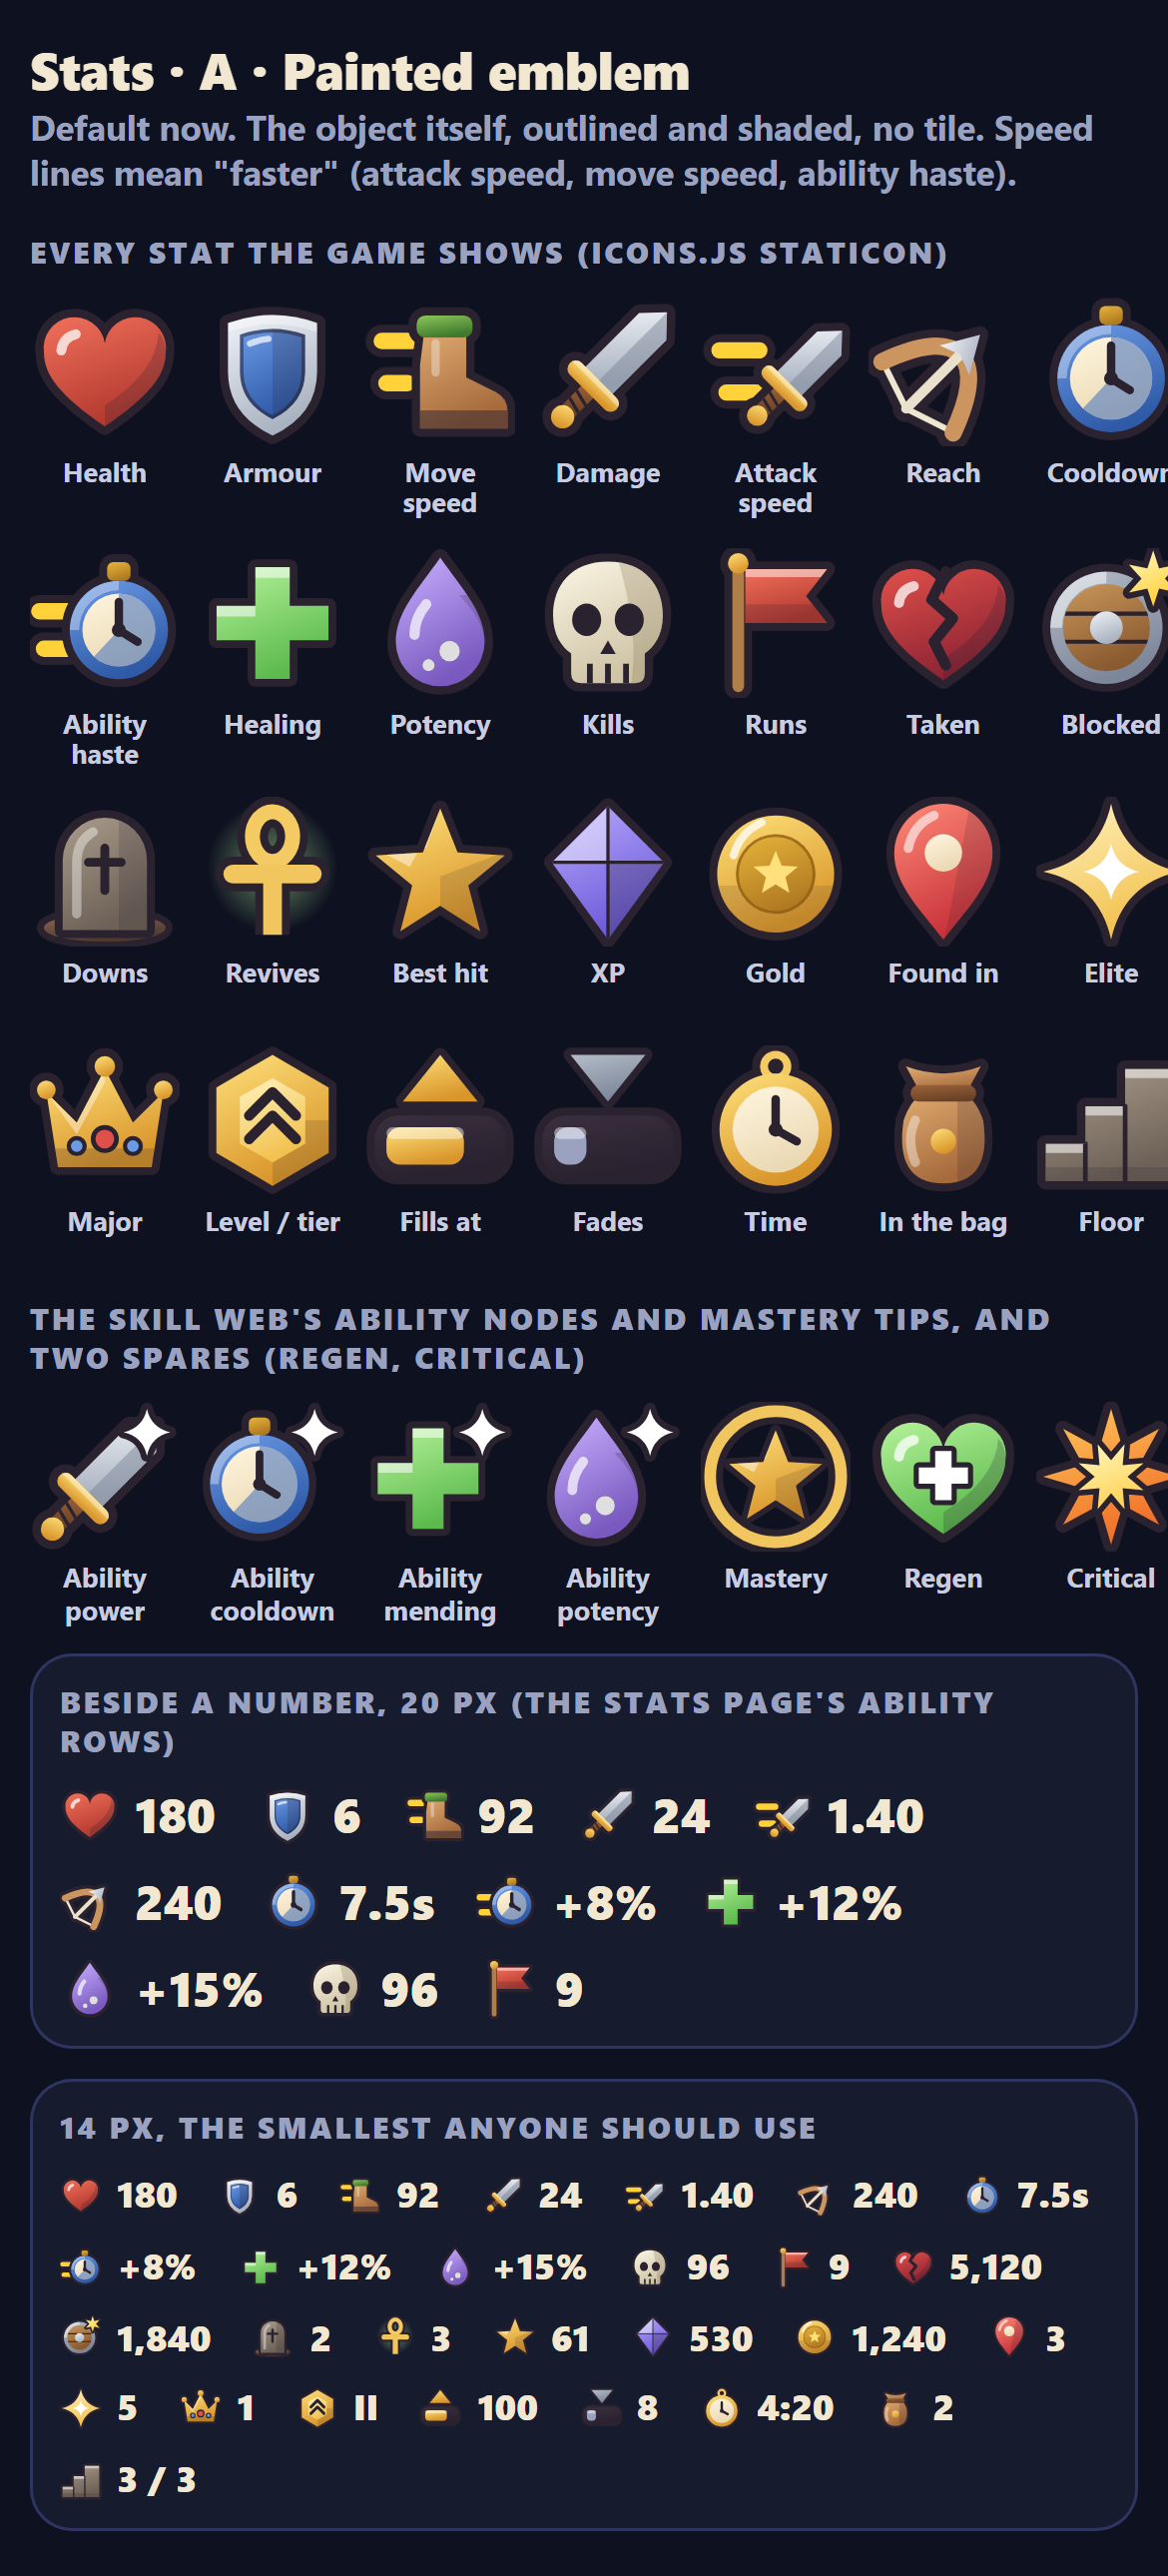 Stats · A · Painted emblem
Default now. The object itself, outlined and shaded, no tile. Speed
lines mean "faster" (attack speed, move speed, ability haste).
EVERY STAT THE GAME SHOWS (ICONS.JS STATICON)
Health Armour Move Damage Attack Reach Cooldown
speed speed
Ability Healing Potency Kills Runs Taken Blocked
haste
Downs Revives Best hit XP Gold Found in Elite
Major Level / tier Fills at Fades Time In the bag Floor
THE SKILL WEB'S ABILITY NODES AND MASTERY TIPS, AND
TWO SPARES (REGEN, CRITICAL)
Ability Ability Ability Ability Mastery Regen Critical
power cooldown mending potency
BESIDE A NUMBER, 20 PX (THE STATS PAGE'S ABILITY
ROWS)
180 6 92 24 1.40
240 7.5s +8% +12%
+15% 96 9
14 PX, THE SMALLEST ANYONE SHOULD USE
180 6 92 24 1.40 240 7.5s
+8% +12% +15% 96 9 5,120
1,840 2 3 61 530 1,240 3
5 1 II 100 8 4:20 2
3 / 3